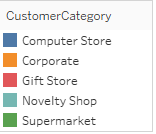 CustomerCategory
Computer Store
Corporate
Gift Store
Novelty Shop
Supermarket